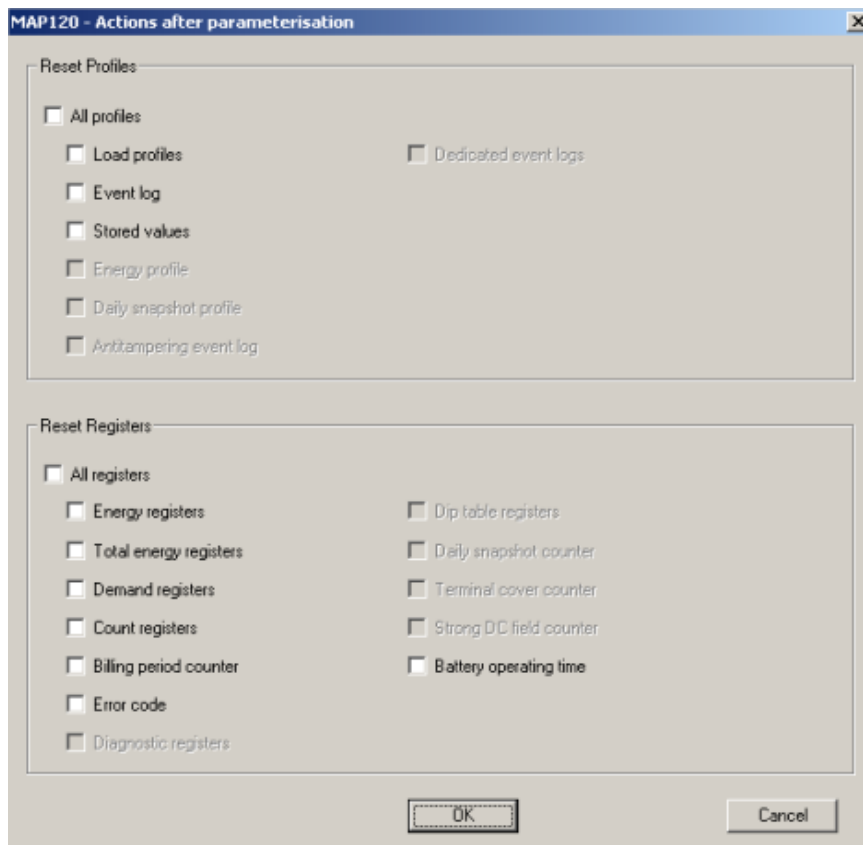 MAP120 - Actions after parameterisation
Reset Profiles
All profiles
Load profiles
Dedicated event logs
Event log
Stored values
Energy profile
Daily snapshot profile
Antitampering event log
Reset Registers
All registers
Energy registers
Dip table registers
Total energy registers
Daily snapshot counter
Demand registers
Terminal cover counter
Count registers
Strong DC field counter
Billing period counter
Battery operating time
Error code
Diagnostic registers
OK
Cancel